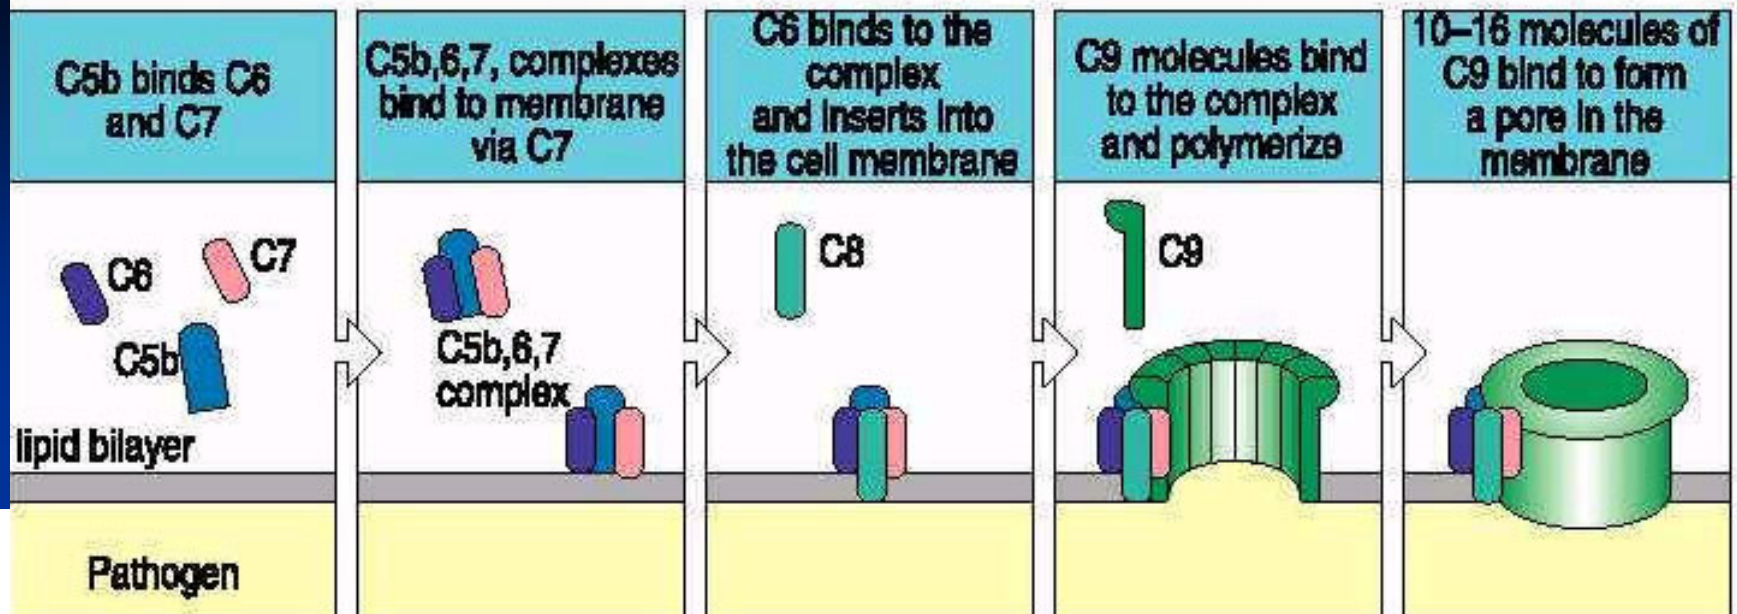 C5b binds C6
and C7
C5b,6,7, complexes
bind to membrane
via C7
C6 binds to the
complex
and inserts into
the cell membrane
C9 molecules bind
to the complex
and polymerize
10–16 molecules of
C9 bind to form
a pore in the
membrane
C6
C7
C5b
lipid bilayer
Pathogen
C5b,6,7
complex
C8
C9